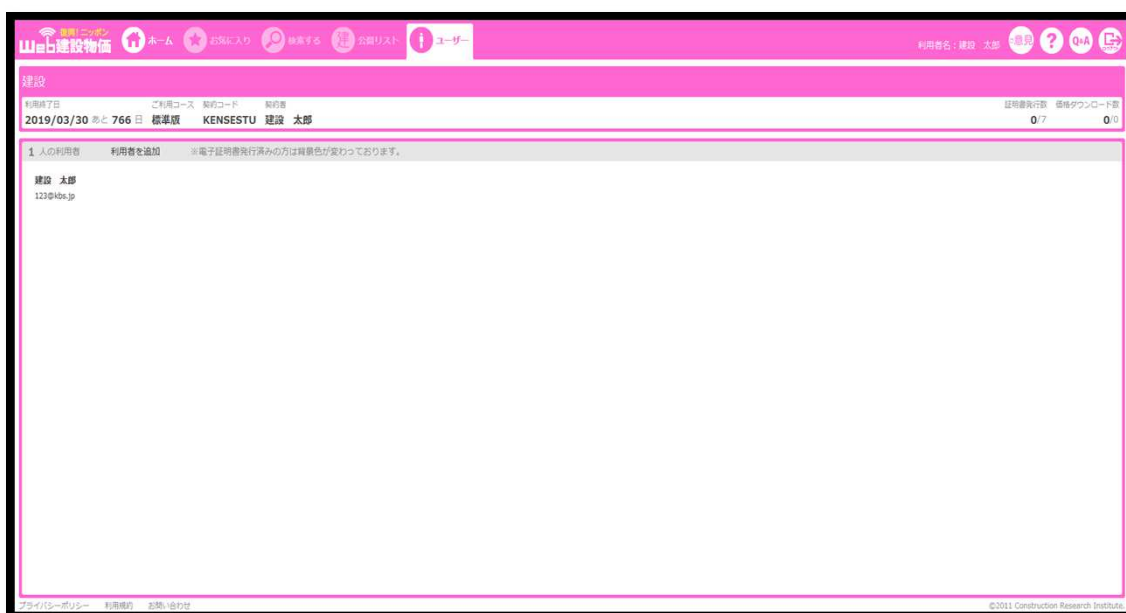 復興!ニッポン
Web建設物価 ホーム お気に入り 検索する 建 公開リスト ユーザー 利用者名：建設 太郎 ご意見 ? Q&A
建設
利用終了日 ご利用コース 契約コード 契約者 証明書発行数 価格ダウンロード数
2019/03/30 あと 766 日 標準版 KENSESTU 建設 太郎 0/7 0/0
1 人の利用者 利用者を追加 ※電子証明書発行済みの方は背景色が変わっております。
建設 太郎
123@kbs.jp
プライバシーポリシー 利用規約 お問い合わせ ©2011 Construction Research Institute.